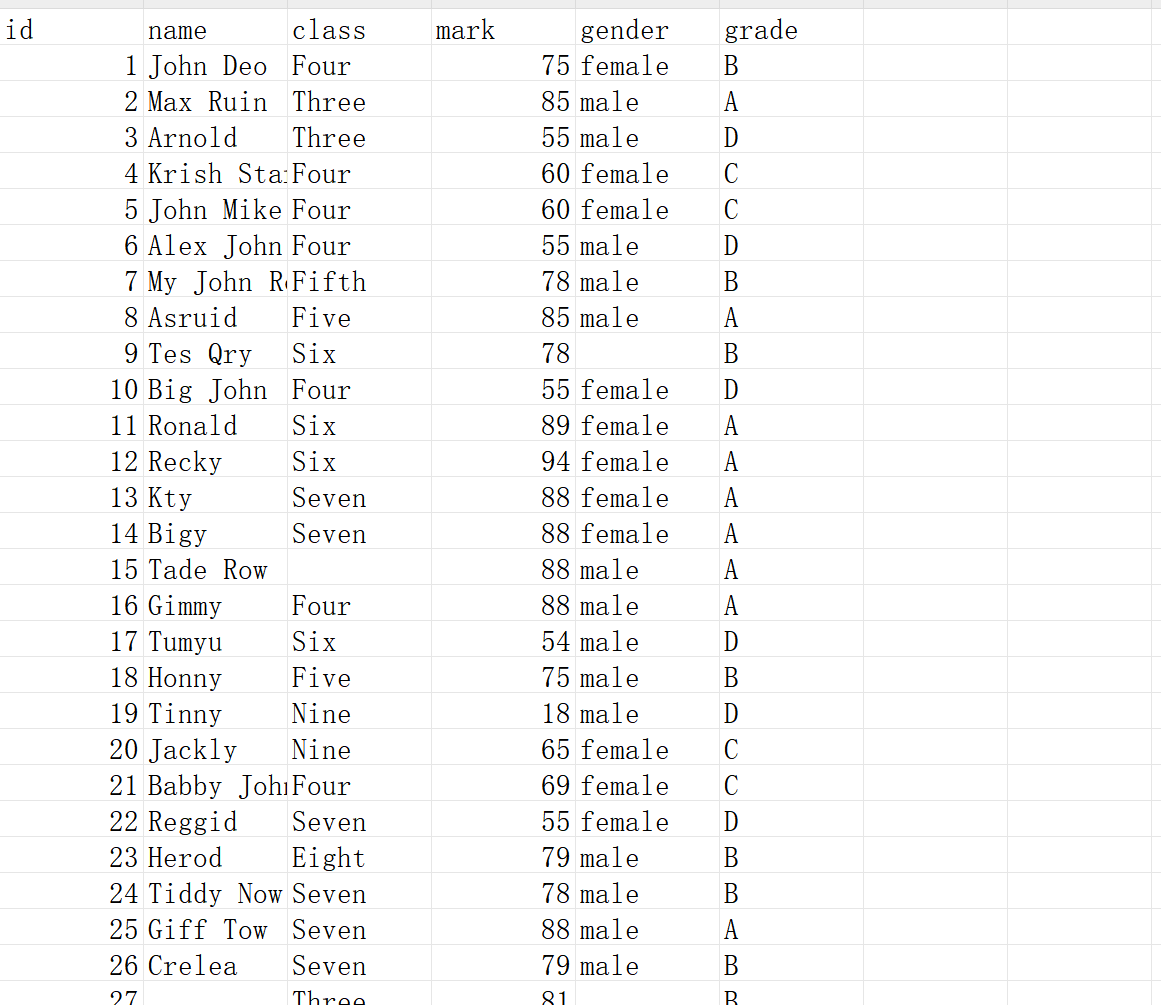 id name class mark gender grade
1 John Deo Four 75 female B
2 Max Ruin Three 85 male A
3 Arnold Three 55 male D
4 Krish Four 60 female C
5 John Mike Four 60 female C
6 Alex John Four 55 male D
7 My John Fifth 78 male B
8 Asruid Five 85 male A
9 Tes Qry Six 78 B
10 Big John Four 55 female D
11 Ronald Six 89 female A
12 Recky Six 94 female A
13 Kty Seven 88 female A
14 Bigy Seven 88 female A
15 Tade Row 88 male A
16 Gimmy Four 88 male A
17 Tumyu Six 54 male D
18 Honny Five 75 male B
19 Tinny Nine 18 male D
20 Jackly Nine 65 female C
21 Babby John Four 69 female C
22 Reggid Seven 55 female D
23 Herod Eight 79 male B
24 Tiddy Now Seven 78 male B
25 Giff Tow Seven 88 male A
26 Crelea Seven 79 male B
27 Three 81 B